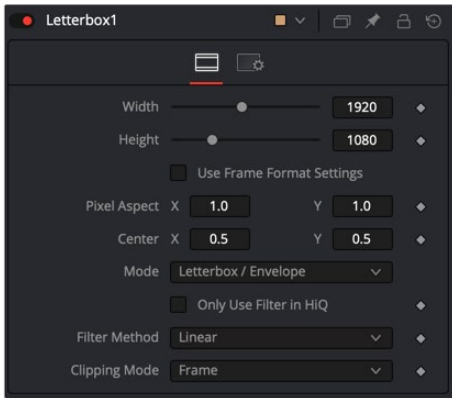 Letterbox1
Width 1920
Height 1080
Use Frame Format Settings
Pixel Aspect X 1.0 Y 1.0
Center X 0.5 Y 0.5
Mode Letterbox / Envelope
Only Use Filter in HiQ
Filter Method Linear
Clipping Mode Frame